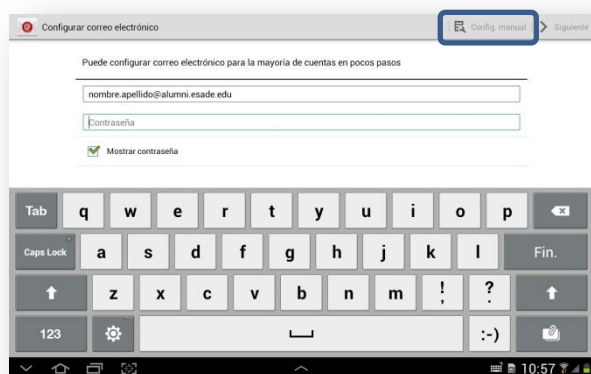 Configurar correo electrónico
Config. manual
Siguiente
Puede configurar correo electrónico para la mayoría de cuentas en pocos pasos
nombre.apellido@alumni.esade.edu
Contraseña
Mostrar contraseña
Tab q w e r t y u i o p
Caps Lock a s d f g h j k l Fin.
z x c v b n m ! , ? .
123 :-)
10:57